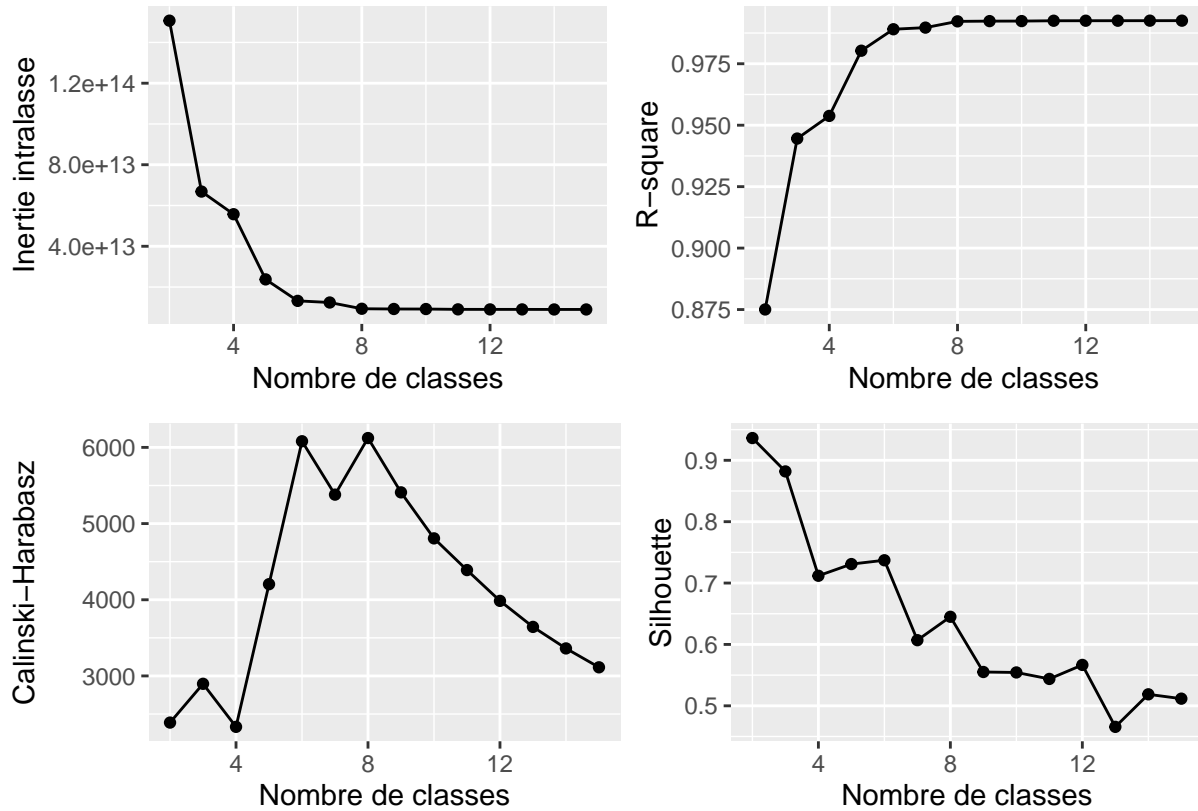 Inertie intralasse
1.2e+14
8.0e+13
4.0e+13
4 8 12
Nombre de classes
R−square
0.975
0.950
0.925
0.900
0.875
4 8 12
Nombre de classes
Calinski−Harabasz
6000
5000
4000
3000
4 8 12
Nombre de classes
Silhouette
0.9
0.8
0.7
0.6
0.5
4 8 12
Nombre de classes